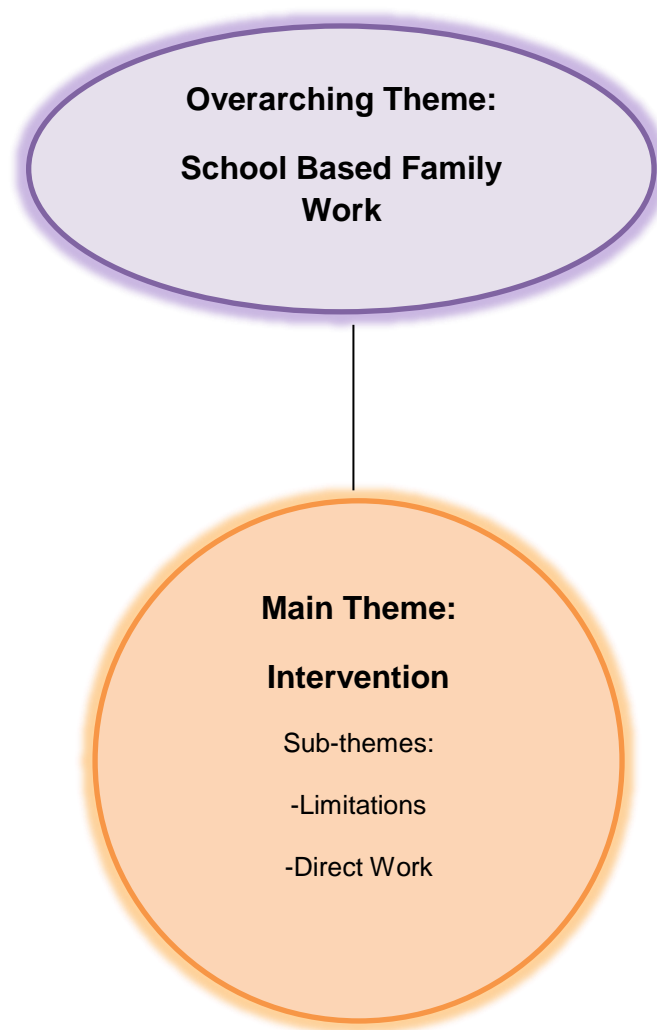 Overarching Theme:
School Based Family
Work
Main Theme:
Intervention
Sub-themes:
-Limitations
-Direct Work